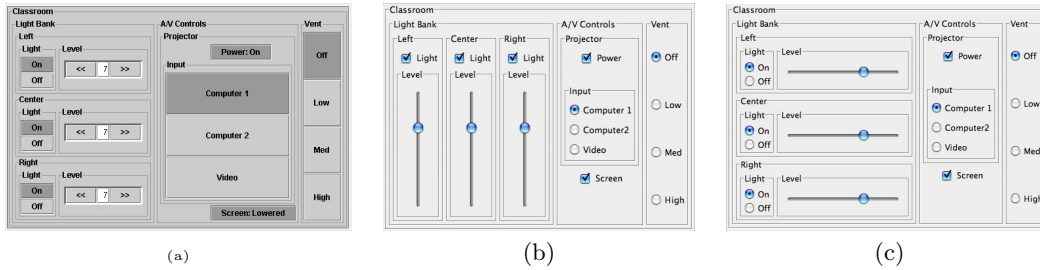 Classroom
Light Bank
Left
Light
On
Off
Level
<< 7 >>
Center
Light
On
Off
Level
<< 7 >>
Right
Light
On
Off
Level
<< 7 >>
A/V Controls
Projector
Power: On
Input
Computer 1
Computer 2
Video
Screen: Lowered
Vent
Off
Low
Med
High
(a)
Classroom
Light Bank
Left
Light
Level
Center
Light
Level
Right
Light
Level
A/V Controls
Projector
Power
Input
Computer 1
Computer2
Video
Screen
Vent
Off
Low
Med
High
(b)
Classroom
Light Bank
Left
Light
On
Off
Level
Center
Light
On
Off
Level
Right
Light
On
Off
Level
A/V Controls
Projector
Power
Input
Computer 1
Computer2
Video
Screen
Vent
Off
Low
Med
High
(c)